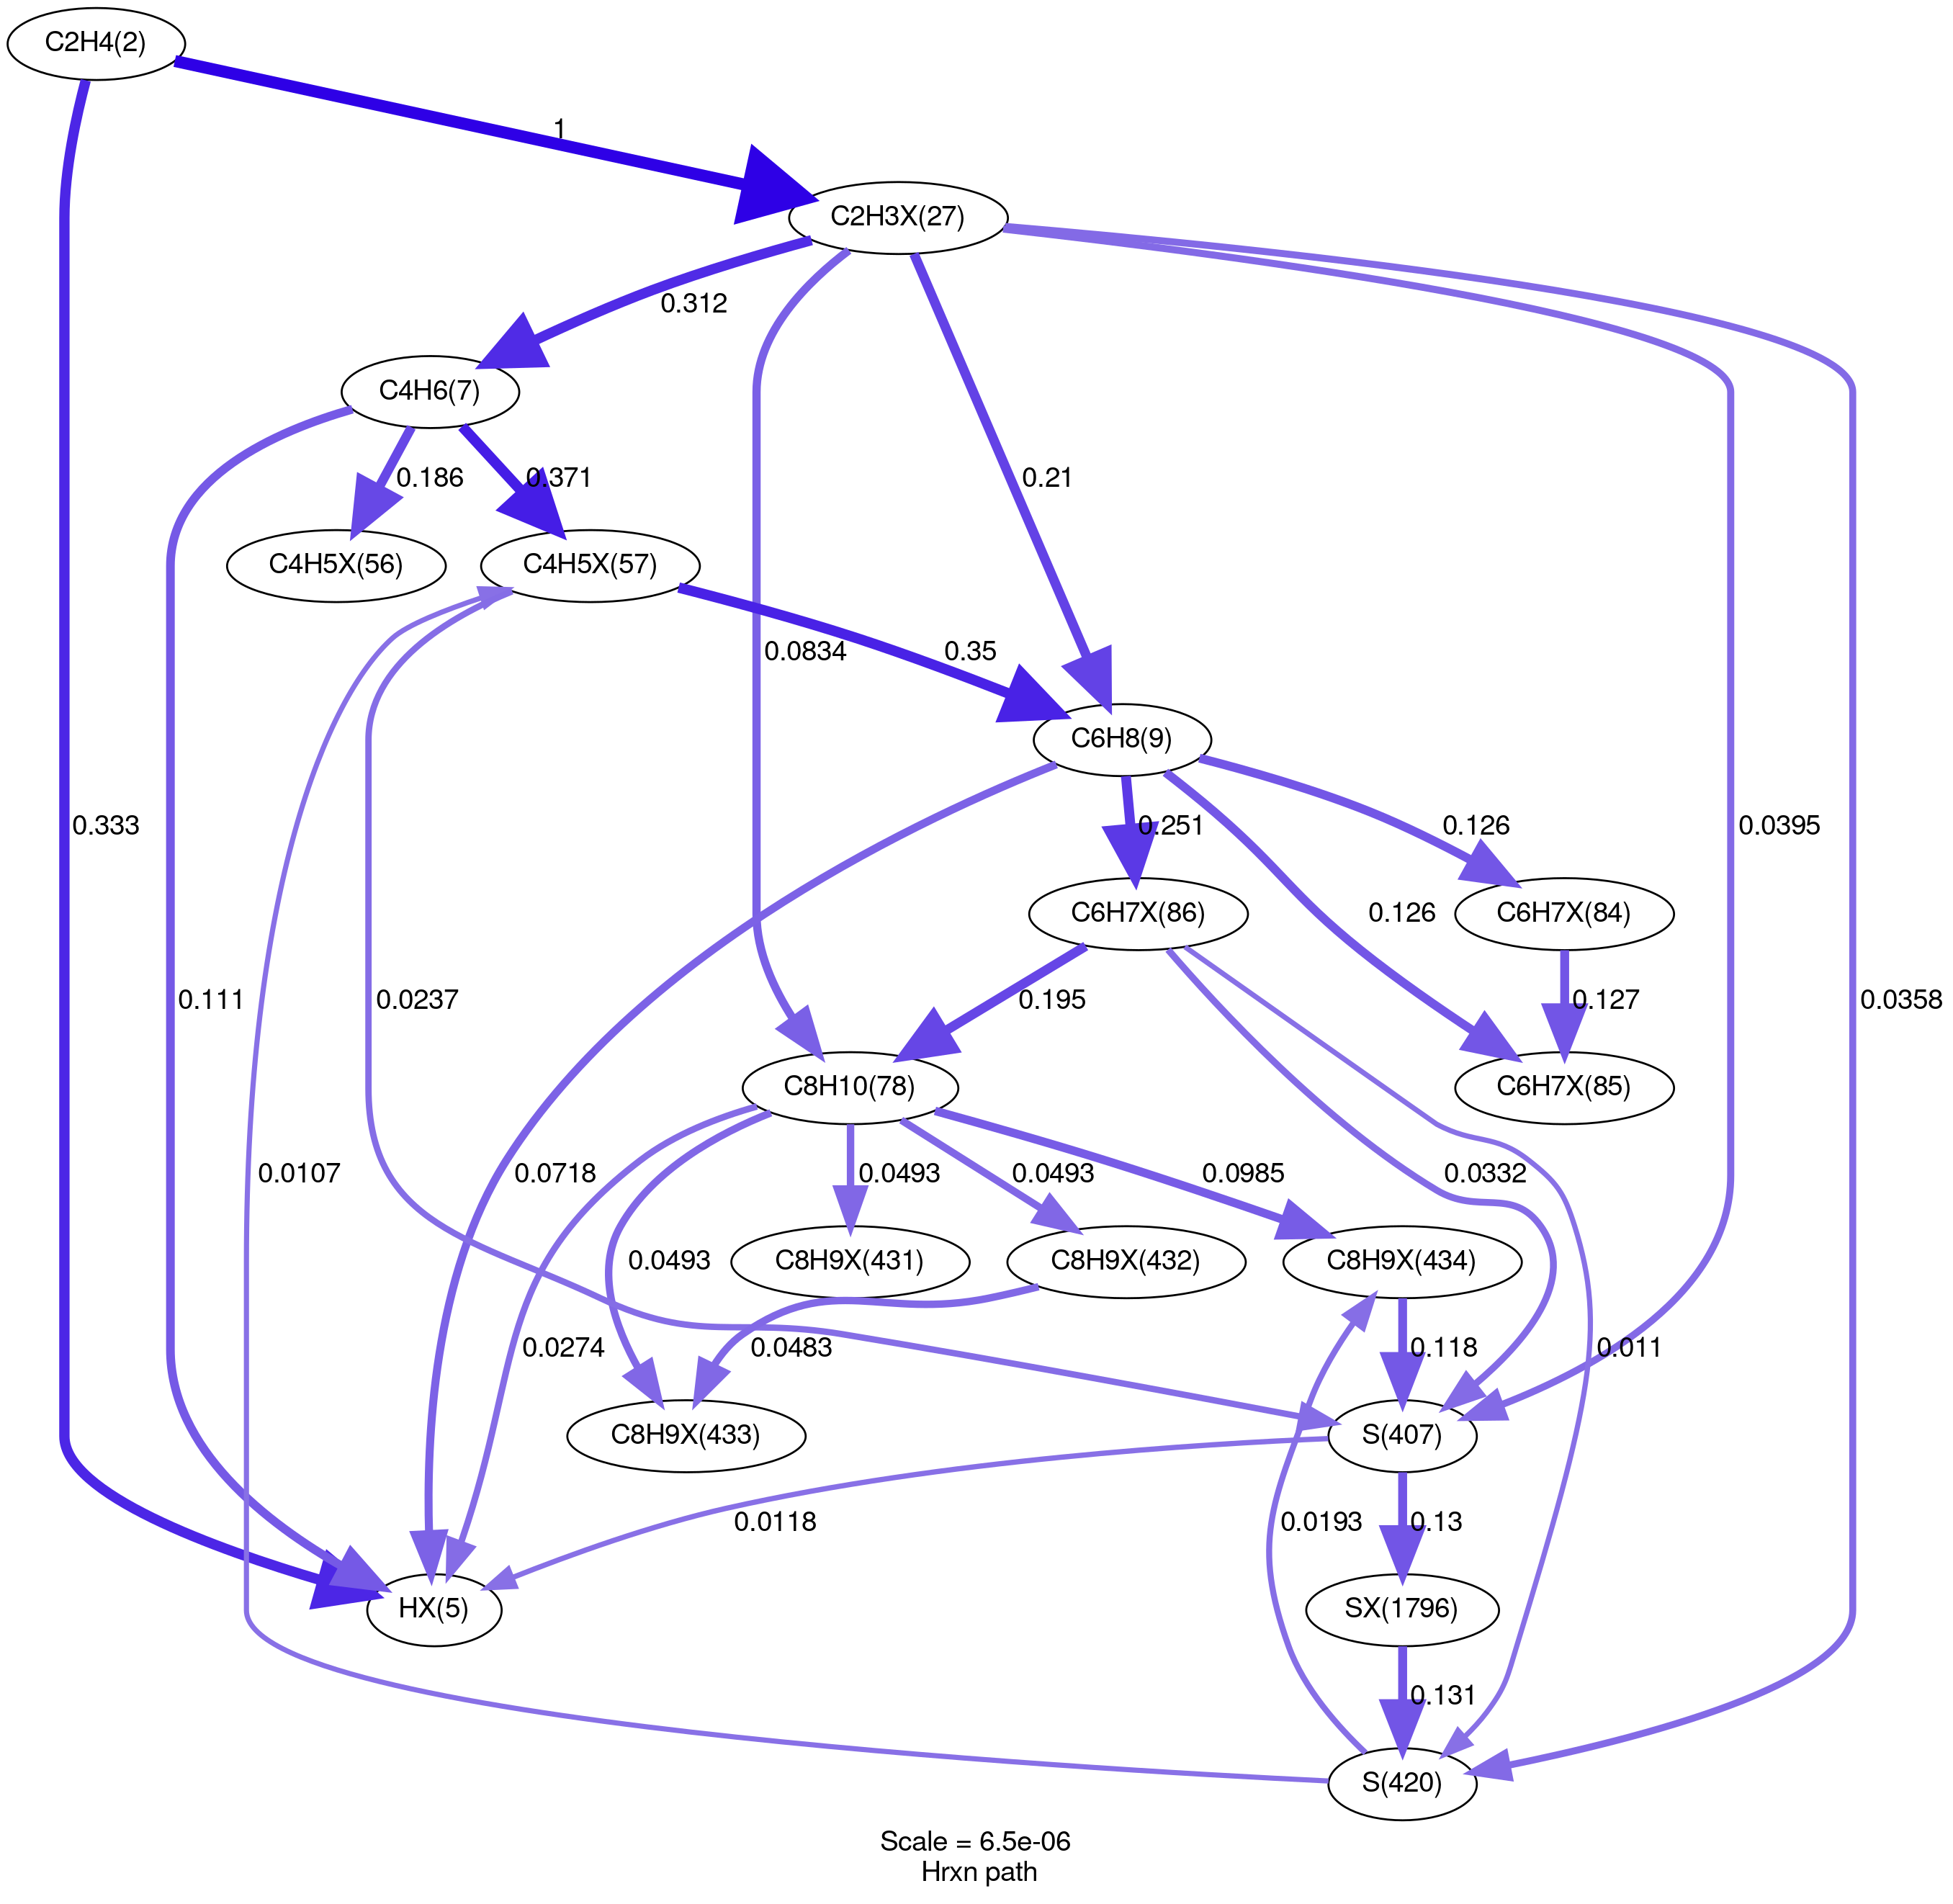 C2H4(2)
1
C2H3X(27)
0.312
C4H6(7)
0.186
0.371
0.21
C4H5X(56)
C4H5X(57)
0.0834
0.35
C6H8(9)
0.333
0.251
0.126
0.0395
C6H7X(86)
0.126
C6H7X(84)
0.111
0.0237
0.195
0.127
0.0358
C8H10(78)
C6H7X(85)
0.0107
0.0718
0.0493
0.0493
0.0985
0.0332
0.0493
C8H9X(431)
C8H9X(432)
C8H9X(434)
0.0274
0.0483
0.118
0.011
C8H9X(433)
S(407)
0.0118
0.0193
0.13
HX(5)
SX(1796)
0.131
S(420)
Scale = 6.5e-06
Hrxn path